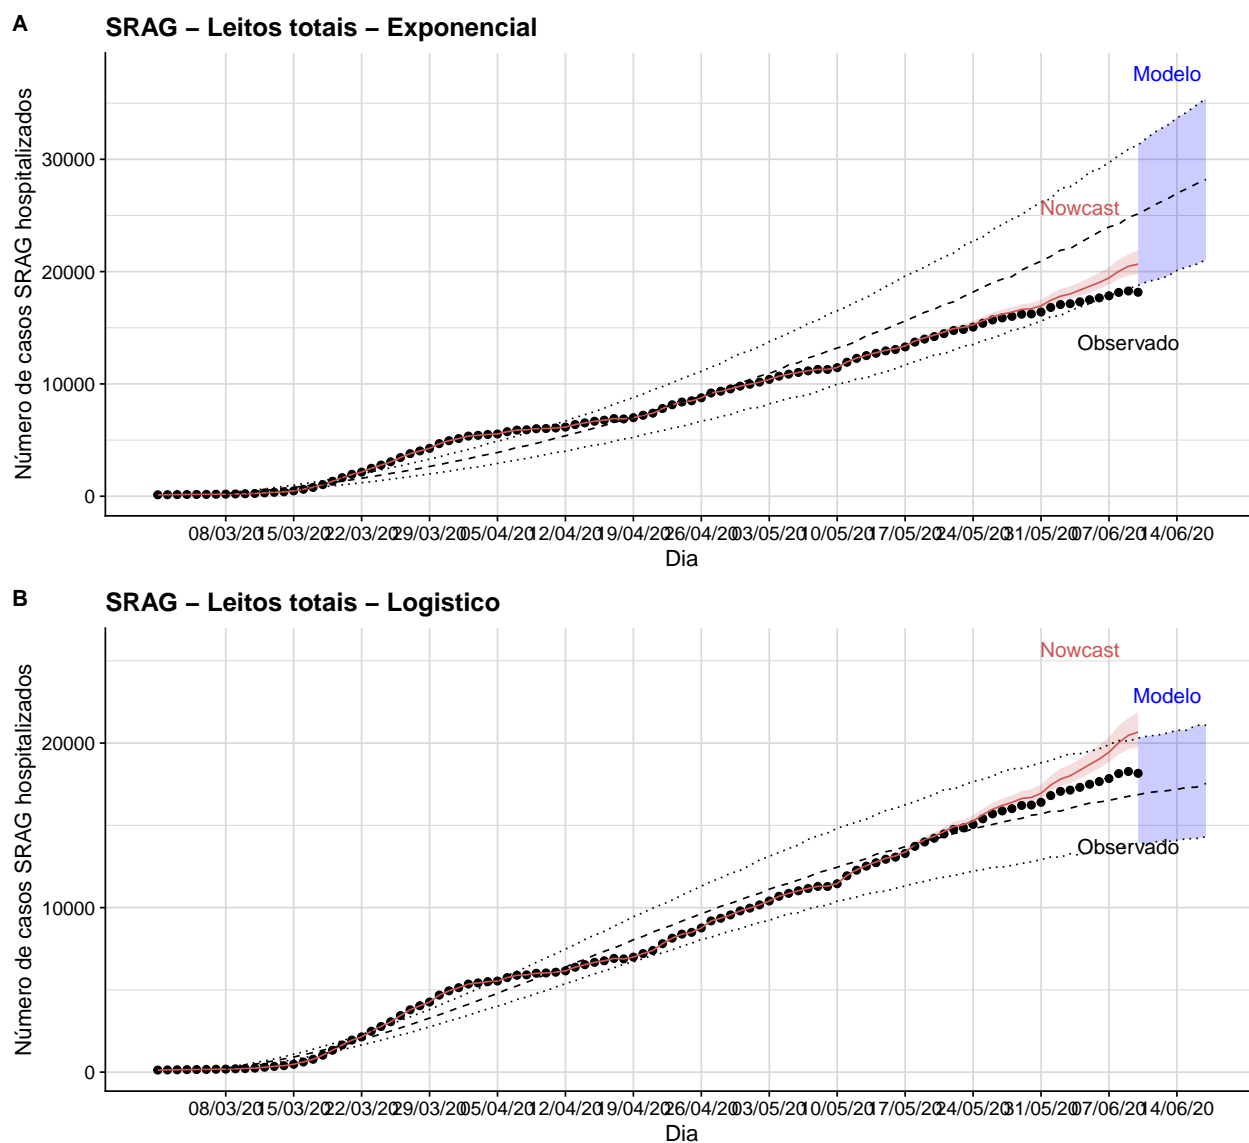 A
SRAG – Leitos totais – Exponencial
Número de casos SRAG hospitalizados
30000
20000
10000
0
Modelo
Nowcast
Observado
08/03/20 15/03/20 22/03/20 29/03/20 05/04/20 12/04/20 19/04/20 26/04/20 03/05/20 10/05/20 17/05/20 24/05/20 31/05/20 07/06/20 14/06/20
Dia
B
SRAG – Leitos totais – Logistico
Número de casos SRAG hospitalizados
20000
10000
0
Nowcast
Modelo
Observado
08/03/20 15/03/20 22/03/20 29/03/20 05/04/20 12/04/20 19/04/20 26/04/20 03/05/20 10/05/20 17/05/20 24/05/20 31/05/20 07/06/20 14/06/20
Dia